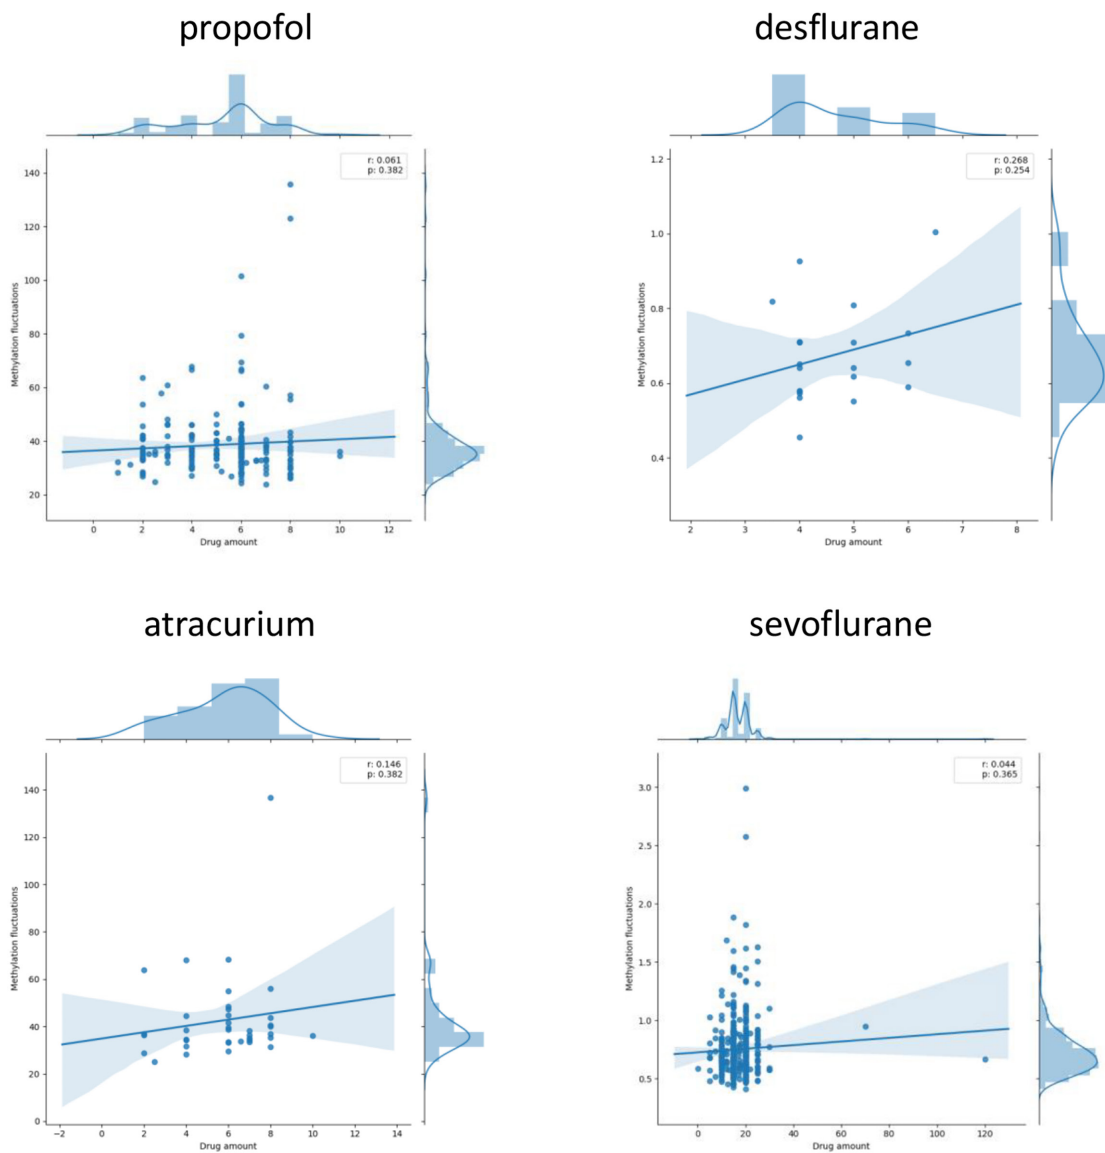 propofol
r: 0.061
p: 0.382
140
120
100
80
60
40
20
Methylation fluctuations
0 2 4 6 8 10 12
Drug amount
desflurane
r: 0.268
p: 0.254
1.2
1.0
0.8
0.6
0.4
Methylation fluctuations
2 3 4 5 6 7 8
Drug amount
atracurium
r: 0.146
p: 0.382
140
120
100
80
60
40
20
0
Methylation fluctuations
−2 0 2 4 6 8 10 12 14
Drug amount
sevoflurane
r: 0.044
p: 0.365
3.0
2.5
2.0
1.5
1.0
0.5
Methylation fluctuations
0 20 40 60 80 100 120
Drug amount